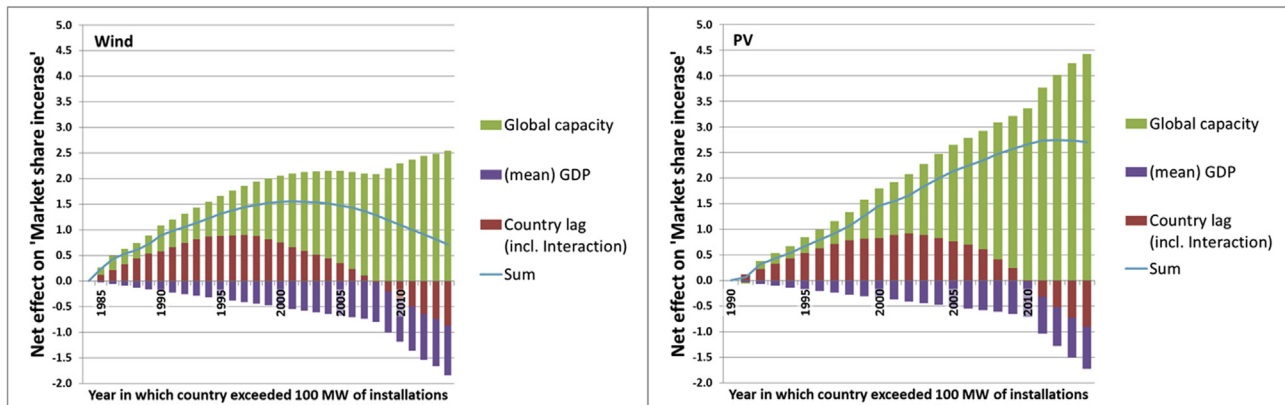 Wind
Net effect on 'Market share incerase'
5.0
4.5
4.0
3.5
3.0
2.5
2.0
1.5
1.0
0.5
0.0
-0.5
-1.0
-1.5
-2.0
1985
1990
1995
2000
2005
2010
Year in which country exceeded 100 MW of installations
Global capacity
(mean) GDP
Country lag
(incl. Interaction)
Sum
PV
Net effect on 'Market share incerase'
5.0
4.5
4.0
3.5
3.0
2.5
2.0
1.5
1.0
0.5
0.0
-0.5
-1.0
-1.5
-2.0
1990
1995
2000
2005
2010
Year in which country exceeded 100 MW of installations
Global capacity
(mean) GDP
Country lag
(incl. Interaction)
Sum